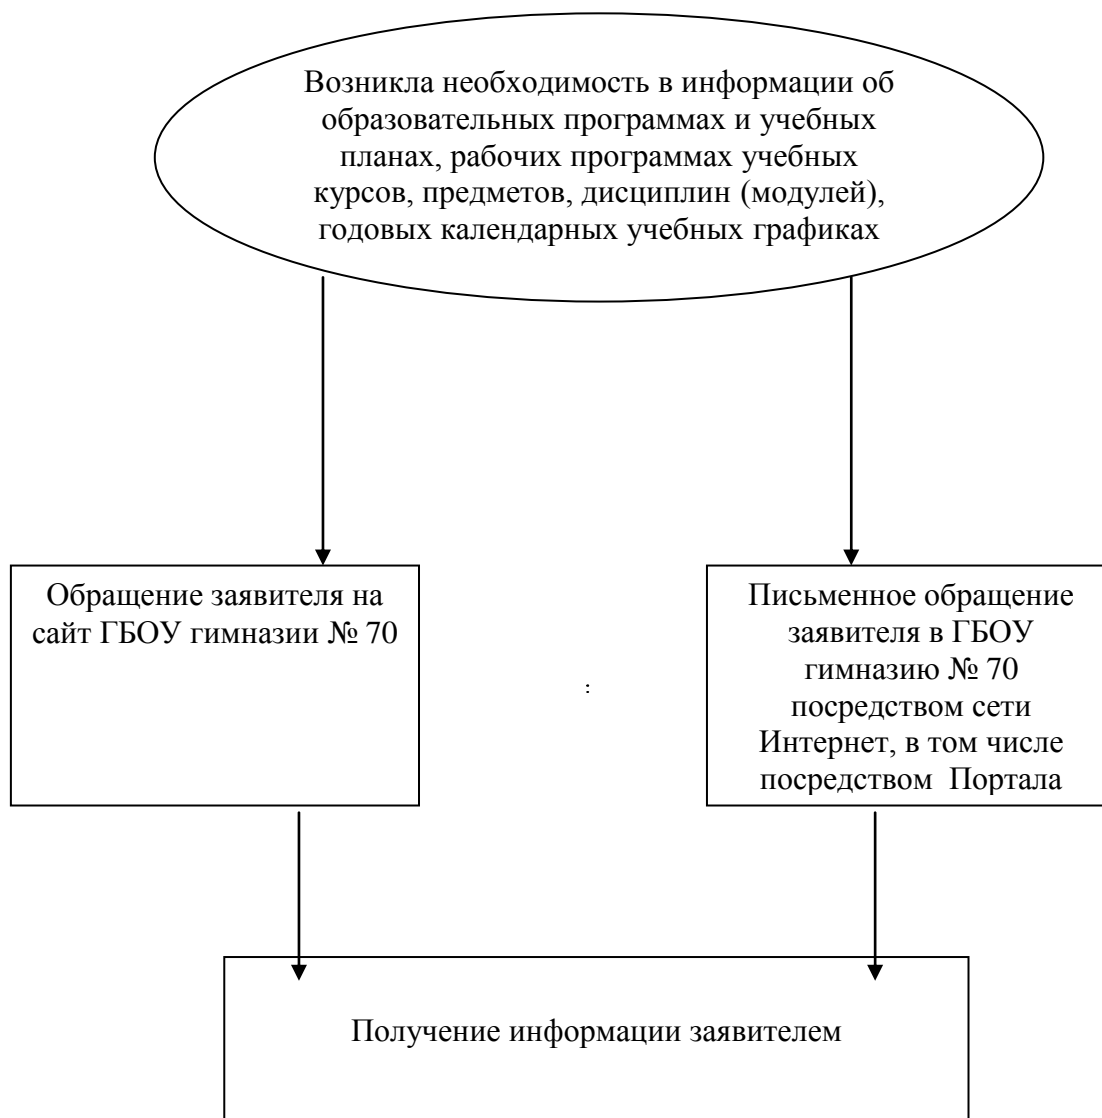 Возникла необходимость в информации об
образовательных программах и учебных
планах, рабочих программах учебных
курсов, предметов, дисциплин (модулей),
годовых календарных учебных графиках
Обращение заявителя на
сайт ГБОУ гимназии № 70
:
Письменное обращение
заявителя в ГБОУ
гимназию № 70
посредством сети
Интернет, в том числе
посредством  Портала
Получение информации заявителем